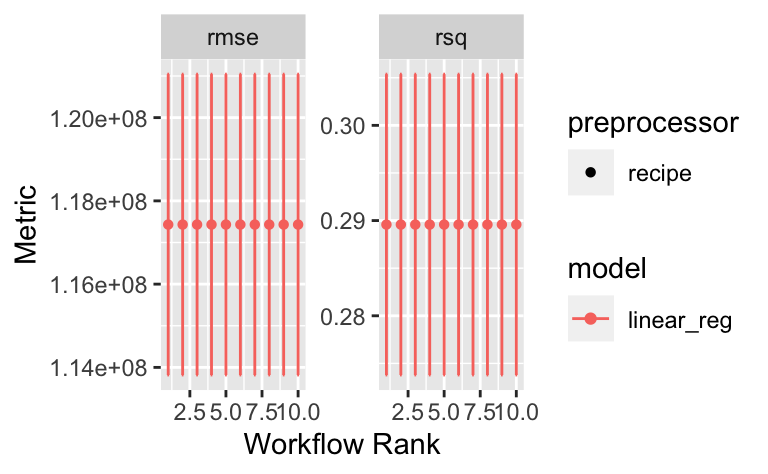 rmse
rsq
Metric
1.20e+08
1.18e+08
1.16e+08
1.14e+08
0.30
0.29
0.28
2.5 5.0 7.5 10.0
2.5 5.0 7.5 10.0
Workflow Rank
preprocessor
recipe
model
linear_reg